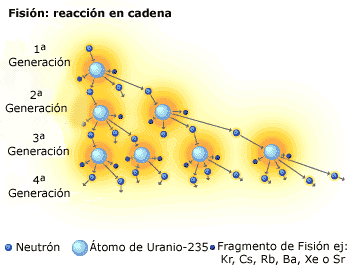 Fisión: reacción en cadena
1ª
Generación
2ª
Generación
3ª
Generación
4ª
Generación
Neutrón
Átomo de Uranio-235
Fragmento de Fisión ej:
Kr, Cs, Rb, Ba, Xe o Sr